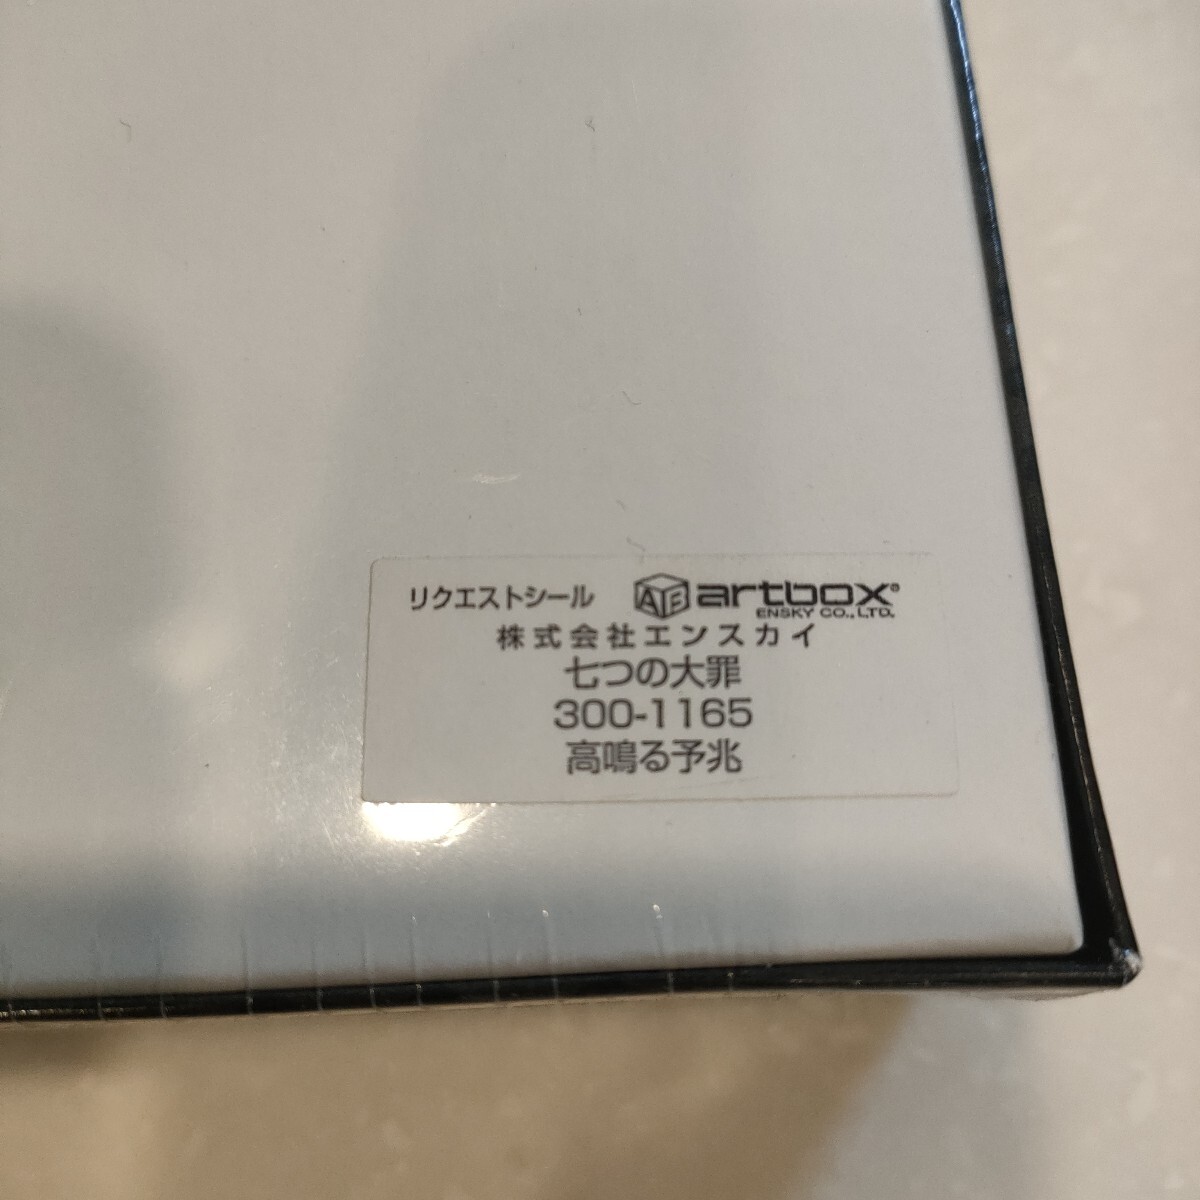 リクエストシール ATB artbox®
ENSKY CO., LTD.
株式会社エンスカイ
七つの大罪
300-1165
高鳴る予兆